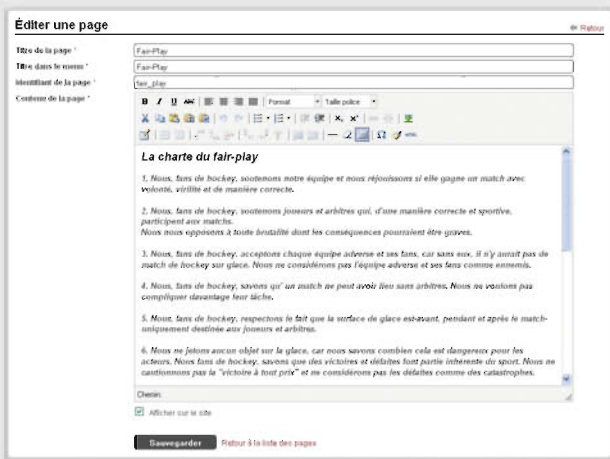 Éditer une page
Retour
Titre de la page *
Fair-Play
Titre dans le menu *
Fair-Play
Identifiant de la page *
fair_play
Contenu de la page *
B I U ABC Format Taille police
La charte du fair-play
1. Nous, fans de hockey, soutenons notre équipe et nous réjouissons si elle gagne un match avec
volonté, virilité et de manière correcte.
2. Nous, fans de hockey, soutenons joueurs et arbitres qui, d'une manière correcte et sportive,
participent aux matchs.
Nous nous opposons à toute brutalité dont les conséquences pourraient être graves.
3. Nous, fans de hockey, acceptons chaque équipe adverse et ses fans, car sans eux, il n'y aurait pas de
match de hockey sur glace. Nous ne considérons pas l'équipe adverse et ses fans comme ennemis.
4. Nous, fans de hockey, savons qu' un match ne peut avoir lieu sans arbitres. Nous ne voulons pas
compliquer davantage leur tâche.
5. Nous, fans de hockey, respectons le fait que la surface de glace est-avant, pendant et après le match-
uniquement destinée aux joueurs et arbitres.
6. Nous ne jetons aucun objet sur la glace, car nous savons combien cela est dangereux pour les
acteurs. Nous fans de hockey, savons que des victoires et défaites font partie inhérente du sport. Nous ne
cautionnons pas la "victoire à tout prix" et ne considérons pas les défaites comme des catastrophes.
Chemin:
Afficher sur le site
Sauvegarder
Retour à la liste des pages